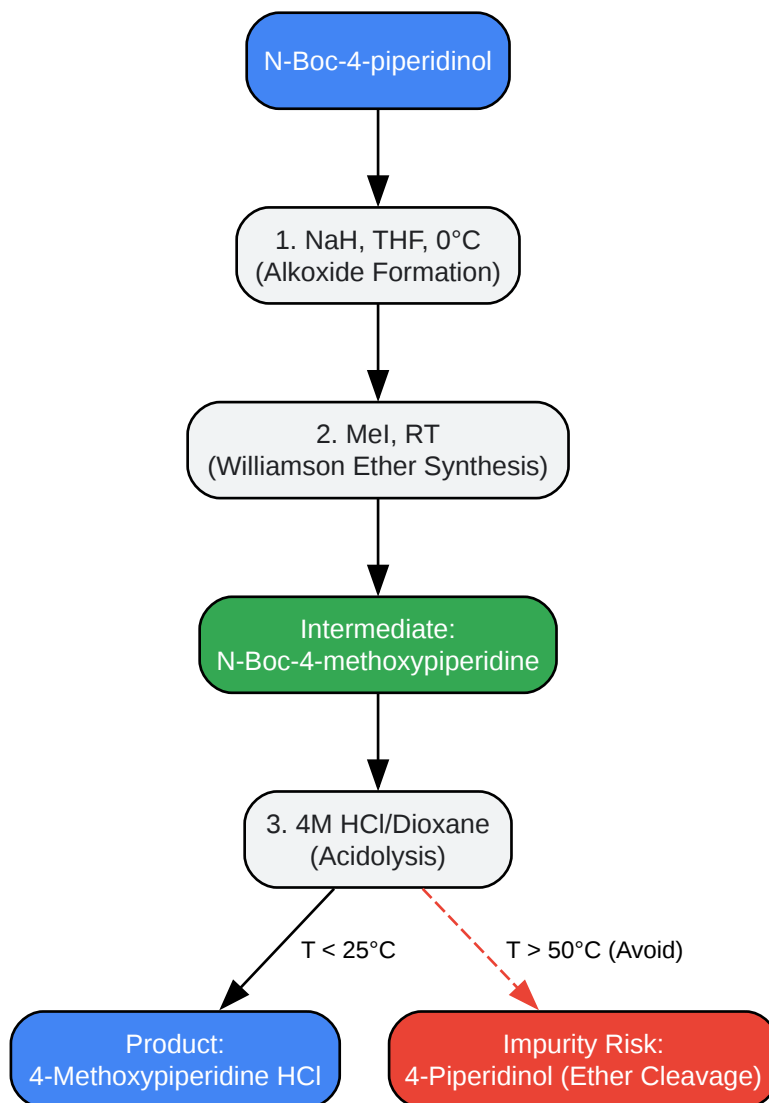 N-Boc-4-piperidinol
1. NaH, THF, 0°C
(Alkoxide Formation)
2. MeI, RT
(Williamson Ether Synthesis)
Intermediate:
N-Boc-4-methoxypiperidine
3. 4M HCl/Dioxane
(Acidolysis)
T < 25°C
T > 50°C (Avoid)
Product:
4-Methoxypiperidine HCl
Impurity Risk:
4-Piperidinol (Ether Cleavage)